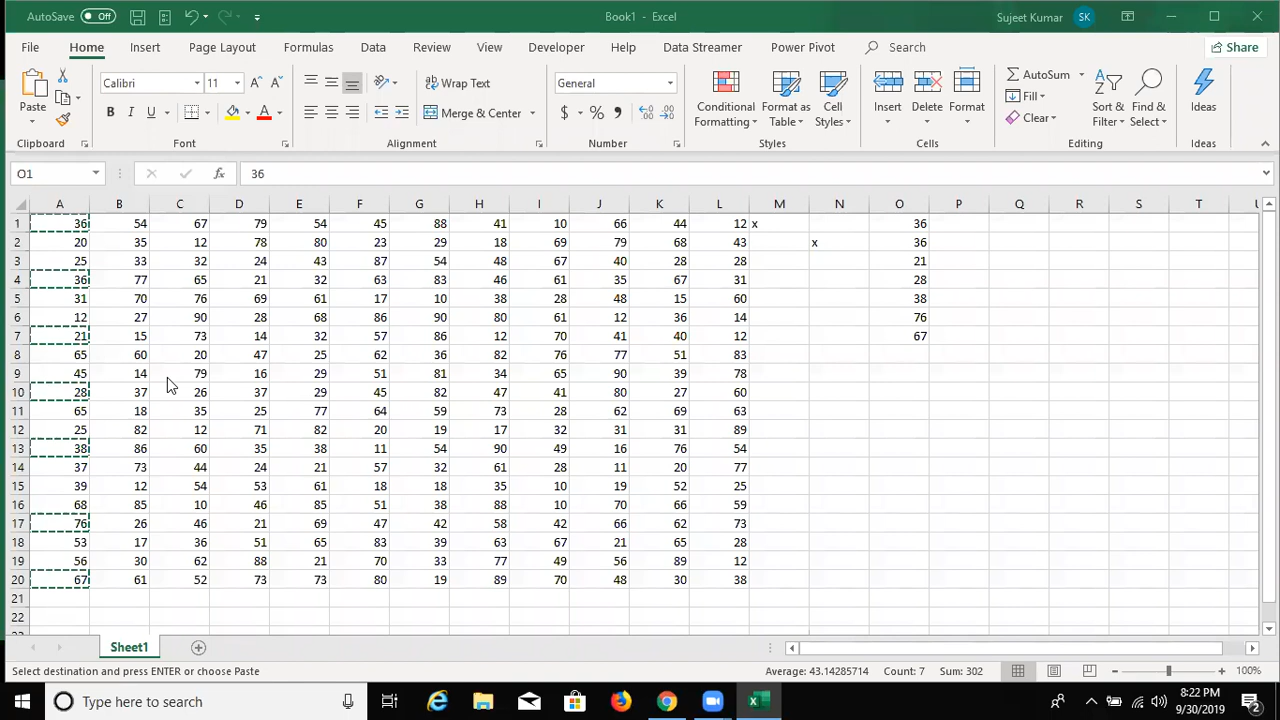 AutoSave Off Book1 - Excel Sujeet Kumar SK
File Home Insert Page Layout Formulas Data Review View Developer Help Data Streamer Power Pivot Search Share
Paste Calibri 11 Wrap Text General Conditional Formatting Format as Table Cell Styles Insert Delete Format AutoSum Fill Clear Sort & Filter Find & Select Ideas
B I U Merge & Center $ % ,
Clipboard Font Alignment Number Styles Cells Editing Ideas
O1 fx 36
A B C D E F G H I J K L M N O P Q R S T U
1 36 54 67 79 54 45 88 41 10 66 44 12 x 36
2 20 35 12 78 80 23 29 18 69 79 68 43 x 36
3 25 33 32 24 43 87 54 48 67 40 28 28 21
4 36 77 65 21 32 63 83 46 61 35 67 31 28
5 31 70 76 69 61 17 10 38 28 48 15 60 38
6 12 27 90 28 68 86 90 80 61 12 36 14 76
7 21 15 73 14 32 57 86 12 70 41 40 12 67
8 65 60 20 47 25 62 36 82 76 77 51 83
9 45 14 79 16 29 51 81 34 65 90 39 78
10 28 37 26 37 29 45 82 47 41 80 27 60
11 65 18 35 25 77 64 59 73 28 62 69 63
12 25 82 12 71 82 20 19 17 32 31 31 89
13 38 86 60 35 38 11 54 90 49 16 76 54
14 37 73 44 24 21 57 32 61 28 11 20 77
15 39 12 54 53 61 18 18 35 10 19 52 25
16 68 85 10 46 85 51 38 88 10 70 66 59
17 76 26 46 21 69 47 42 58 42 66 62 73
18 53 17 36 51 65 83 39 63 67 21 65 28
19 56 30 62 88 21 70 33 77 49 56 89 12
20 67 61 52 73 73 80 19 89 70 48 30 38
21
22
Sheet1
Select destination and press ENTER or choose Paste Average: 43.14285714 Count: 7 Sum: 302 100%
Type here to search 8:22 PM
9/30/2019 2